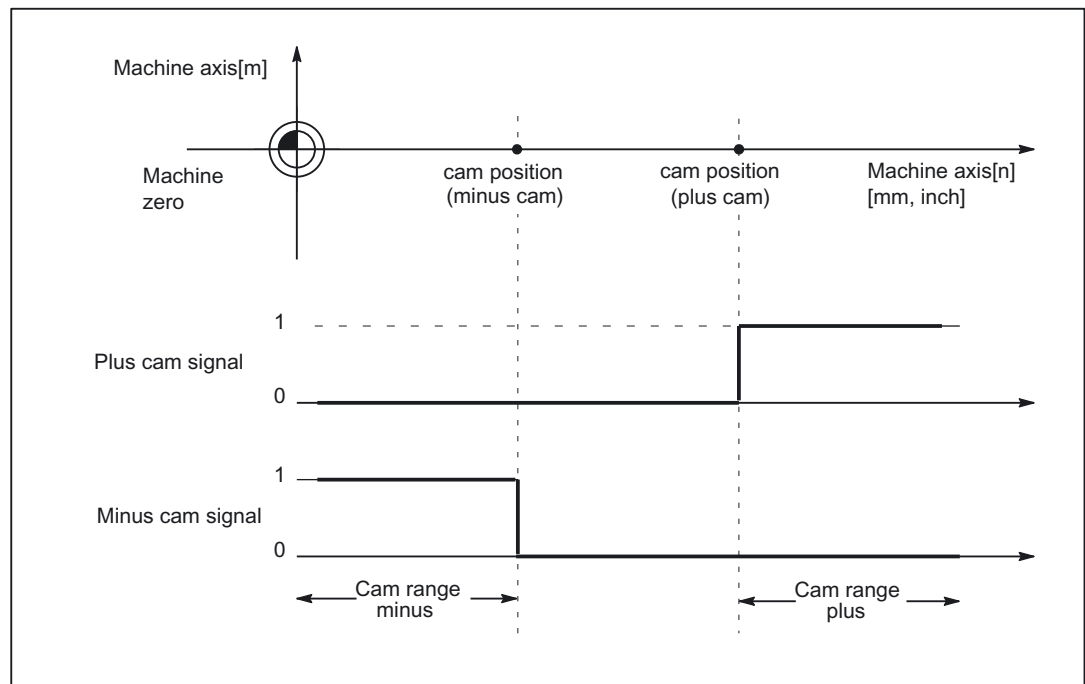 Machine axis[m]
Machine
zero
cam position
(minus cam)
cam position
(plus cam)
Machine axis[n]
[mm, inch]
1
Plus cam signal
0
1
Minus cam signal
0
Cam range
minus
Cam range
plus